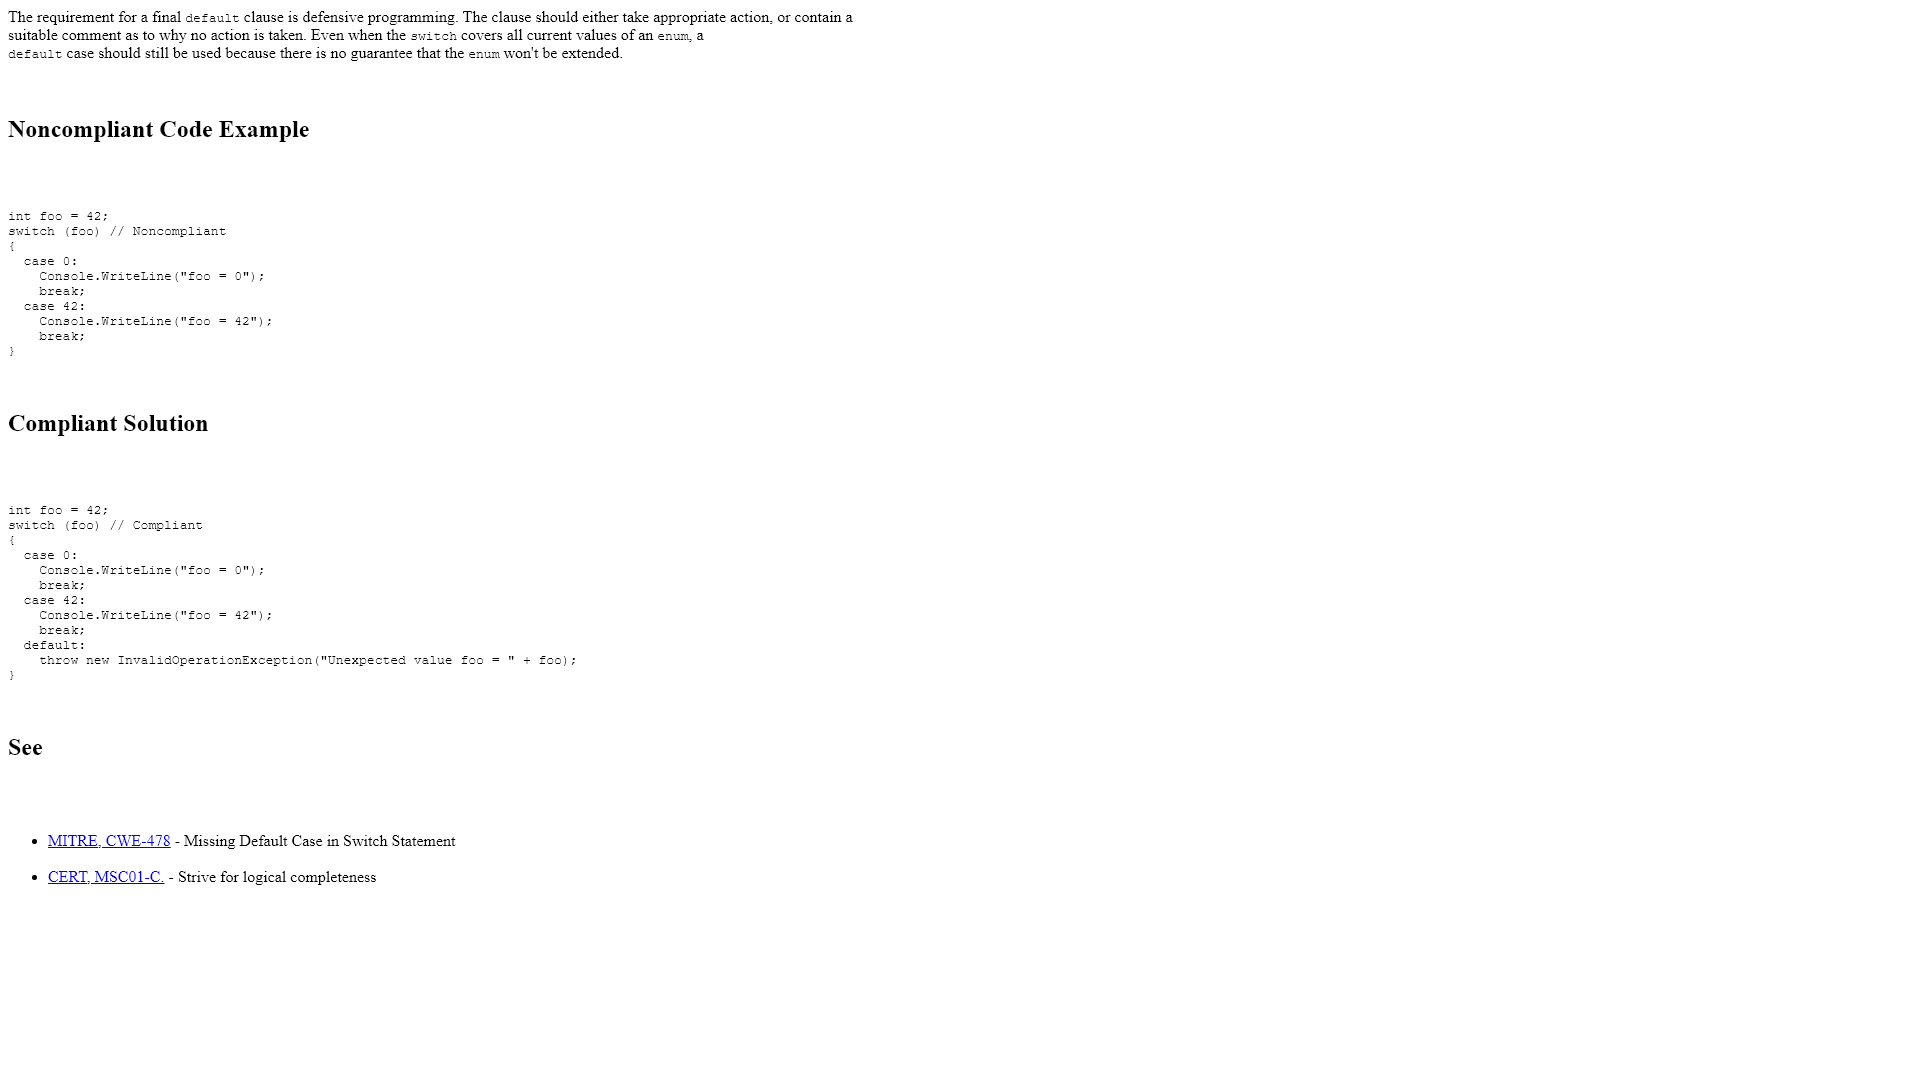 The requirement for a final default clause is defensive programming. The clause should either take appropriate action, or contain a
suitable comment as to why no action is taken. Even when the switch covers all current values of an enum, a
default case should still be used because there is no guarantee that the enum won't be extended.
Noncompliant Code Example
int foo = 42;
switch (foo) // Noncompliant
{
  case 0:
    Console.WriteLine("foo = 0");
    break;
  case 42:
    Console.WriteLine("foo = 42");
    break;
}
Compliant Solution
int foo = 42;
switch (foo) // Compliant
{
  case 0:
    Console.WriteLine("foo = 0");
    break;
  case 42:
    Console.WriteLine("foo = 42");
    break;
  default:
    throw new InvalidOperationException("Unexpected value foo = " + foo);
}
See
• MITRE, CWE-478 - Missing Default Case in Switch Statement
• CERT, MSC01-C. - Strive for logical completeness